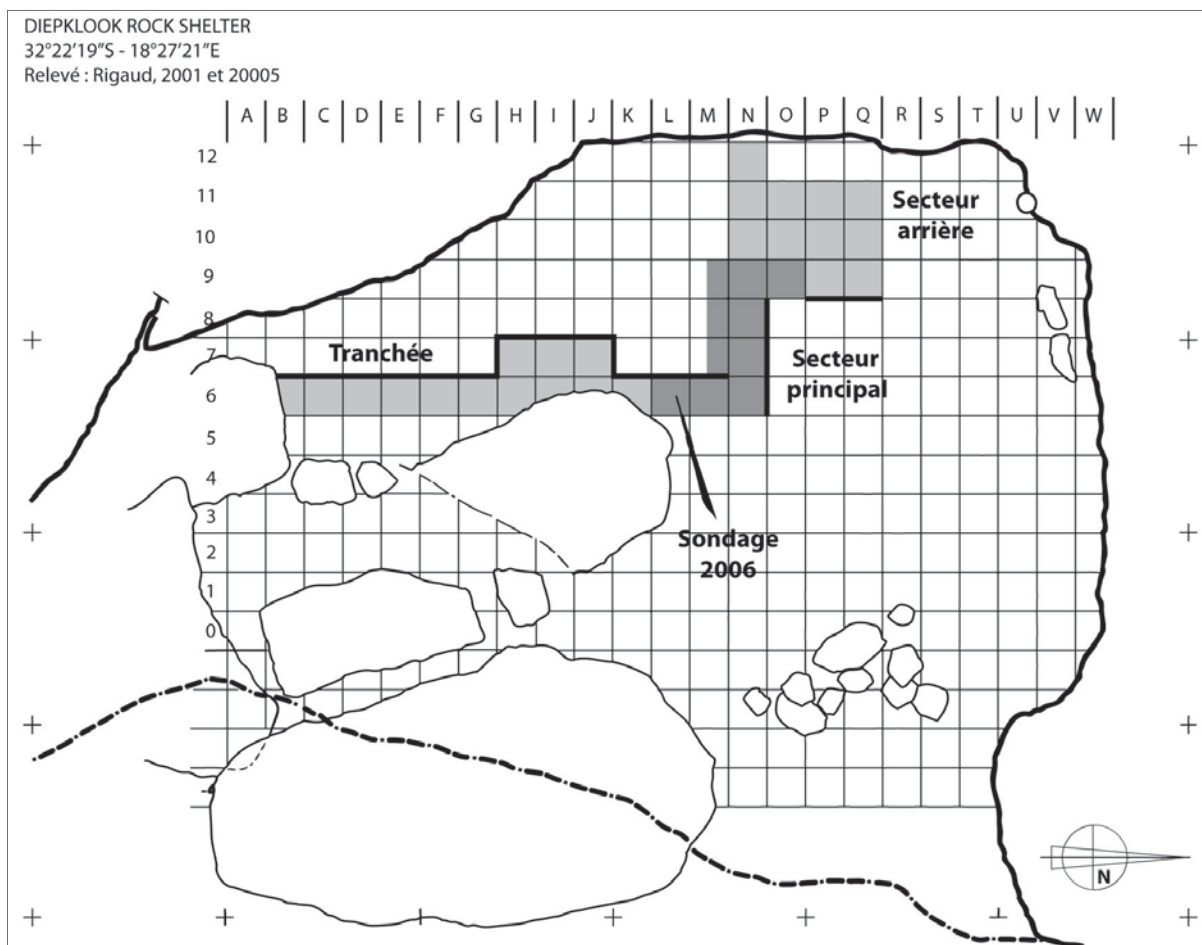 DIEPKLOOK ROCK SHELTER
32°22'19"S - 18°27'21"E
Relevé : Rigaud, 2001 et 20005
A B C D E F G H I J K L M N O P Q R S T U V W
12
11
10
9
8
7
6
5
4
3
2
1
0
Secteur
arrière
Tranchée
Secteur
principal
Sondage
2006
N